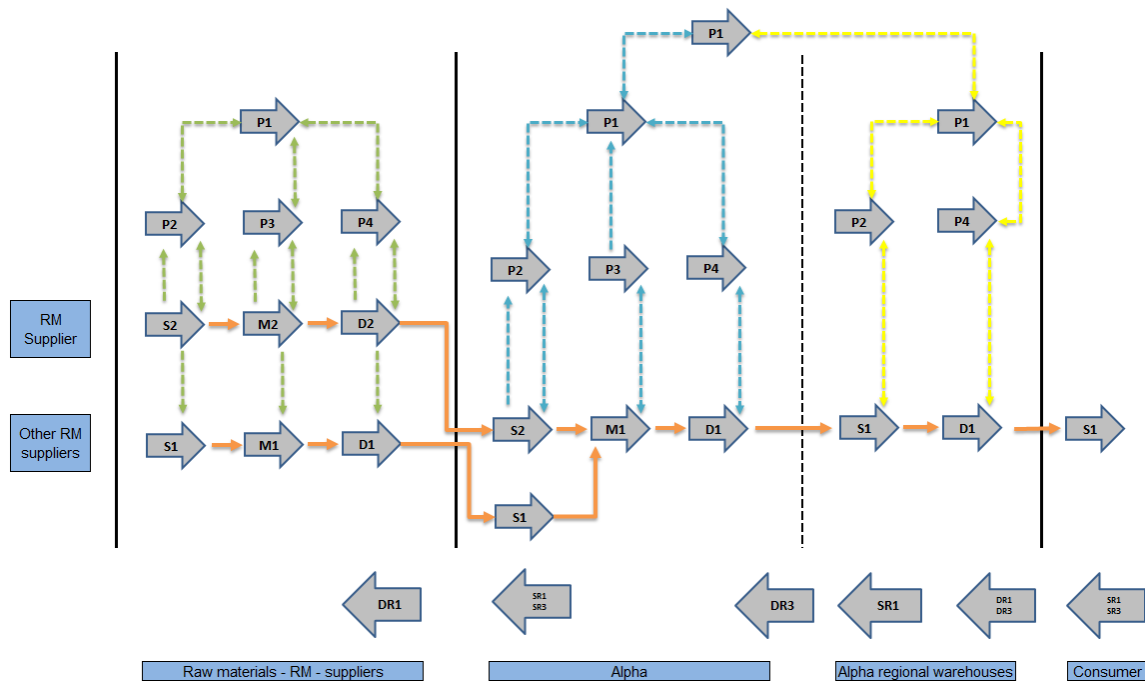 P1
P1
P1
P1
P2
P3
P4
P2
P4
P2
P3
P4
RM
Supplier
S2
M2
D2
Other RM
suppliers
S1
M1
D1
S2
M1
D1
S1
D1
S1
S1
DR1
SR1
SR3
DR3
SR1
DR1
DR3
SR1
SR3
Raw materials - RM - suppliers
Alpha
Alpha regional warehouses
Consumer